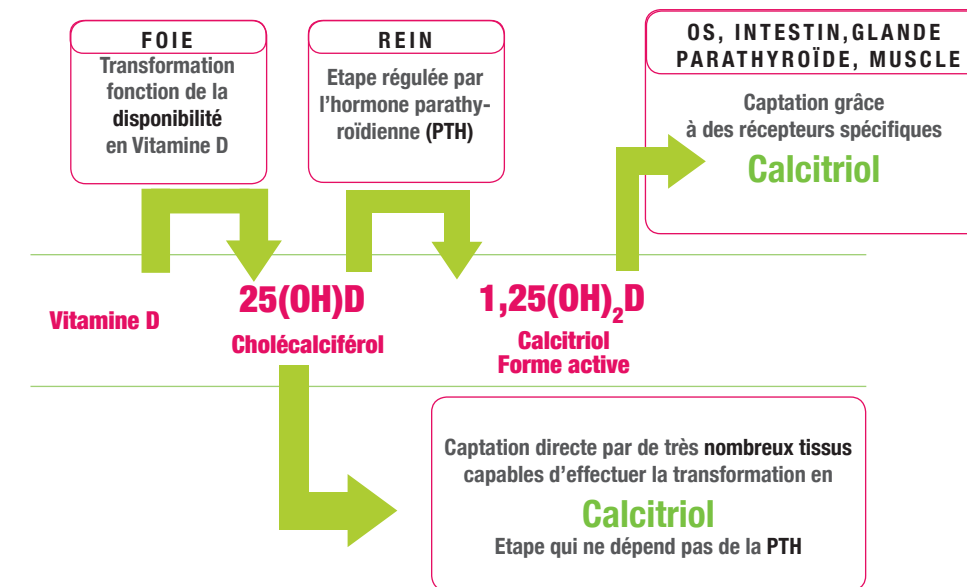 FOIE
Transformation
fonction de la
disponibilité
en Vitamine D
REIN
Etape régulée par
l'hormone parathy-
roïdienne (PTH)
OS, INTESTIN,GLANDE
PARATHYROÏDE, MUSCLE
Captation grâce
à des récepteurs spécifiques
Calcitriol
Vitamine D
25(OH)D
Cholécalciférol
1,25(OH)₂D
Calcitriol
Forme active
Captation directe par de très nombreux tissus
capables d'effectuer la transformation en
Calcitriol
Etape qui ne dépend pas de la PTH